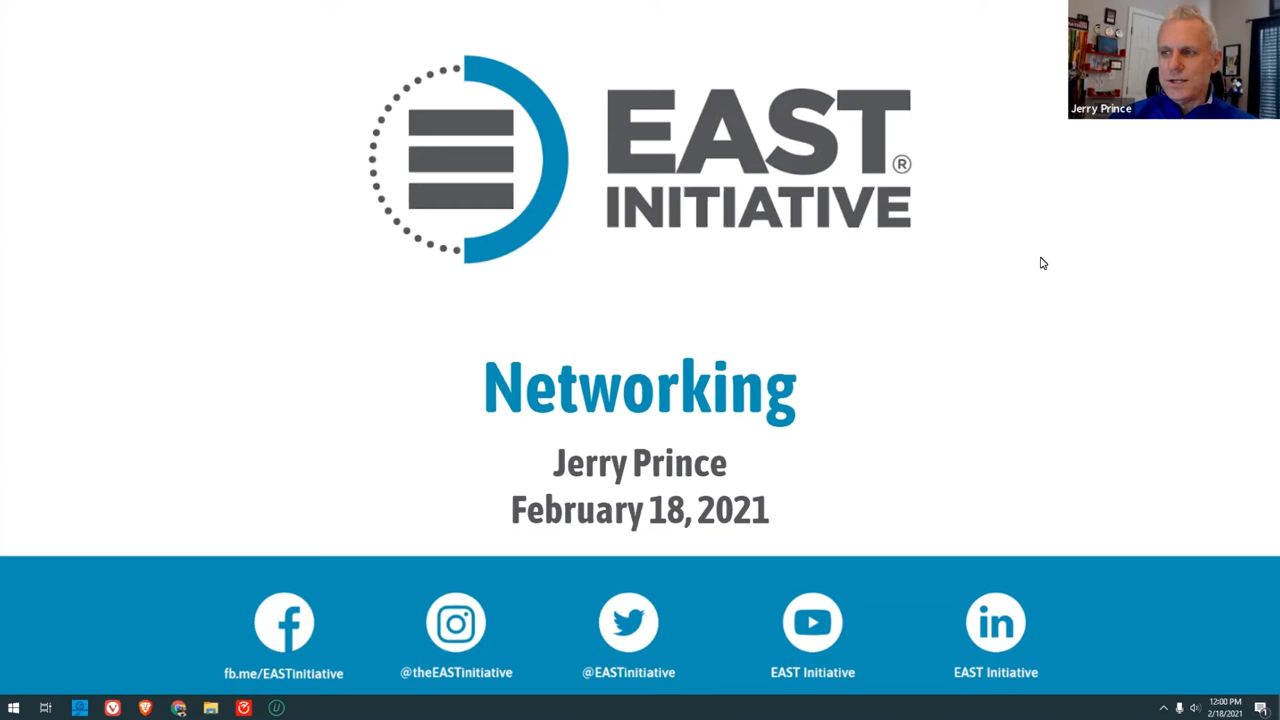 EAST®
INITIATIVE
Jerry Prince
Networking
Jerry Prince
February 18, 2021
fb.me/EASTinitiative
@theEASTinitiative
@EASTinitiative
EAST Initiative
EAST Initiative
12:00 PM
2/18/2021
1